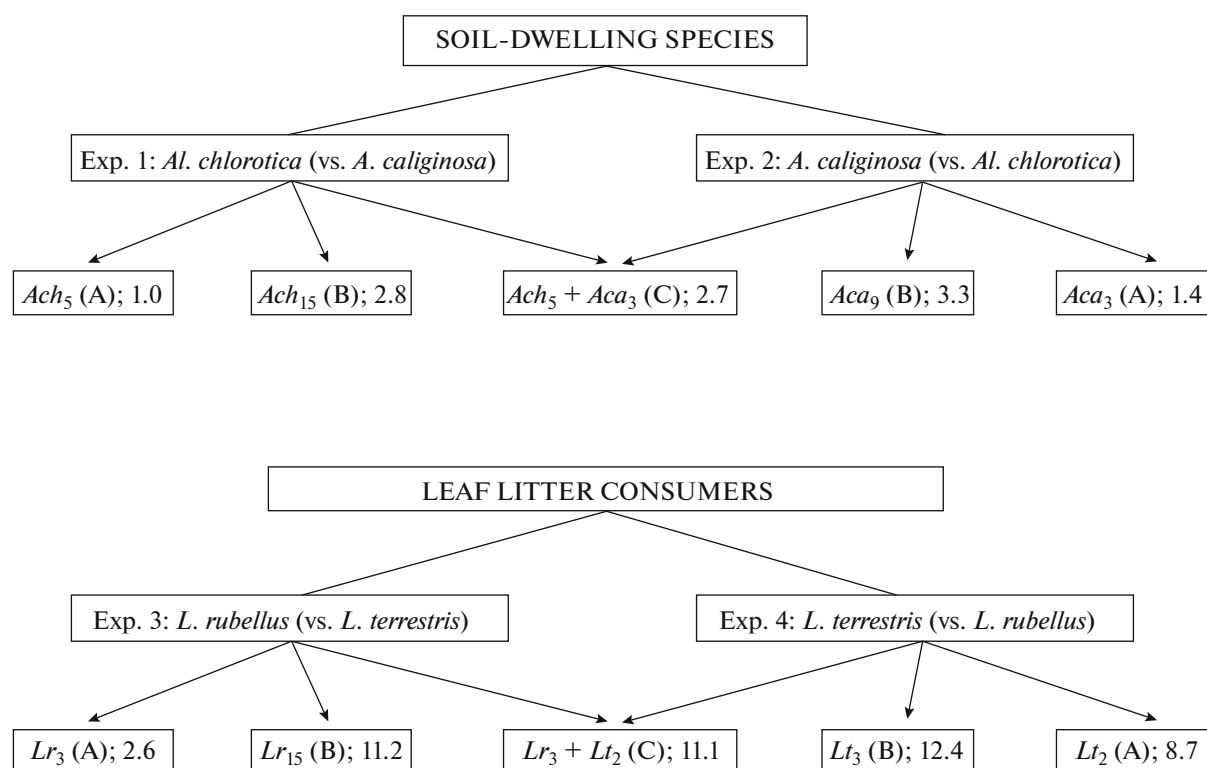 SOIL-DWELLING SPECIES
Exp. 1: Al. chlorotica (vs. A. caliginosa)
Exp. 2: A. caliginosa (vs. Al. chlorotica)
Ach5 (A); 1.0
Ach15 (B); 2.8
Ach5 + Aca3 (C); 2.7
Aca9 (B); 3.3
Aca3 (A); 1.4
LEAF LITTER CONSUMERS
Exp. 3: L. rubellus (vs. L. terrestris)
Exp. 4: L. terrestris (vs. L. rubellus)
Lr3 (A); 2.6
Lr15 (B); 11.2
Lr3 + Lt2 (C); 11.1
Lt3 (B); 12.4
Lt2 (A); 8.7